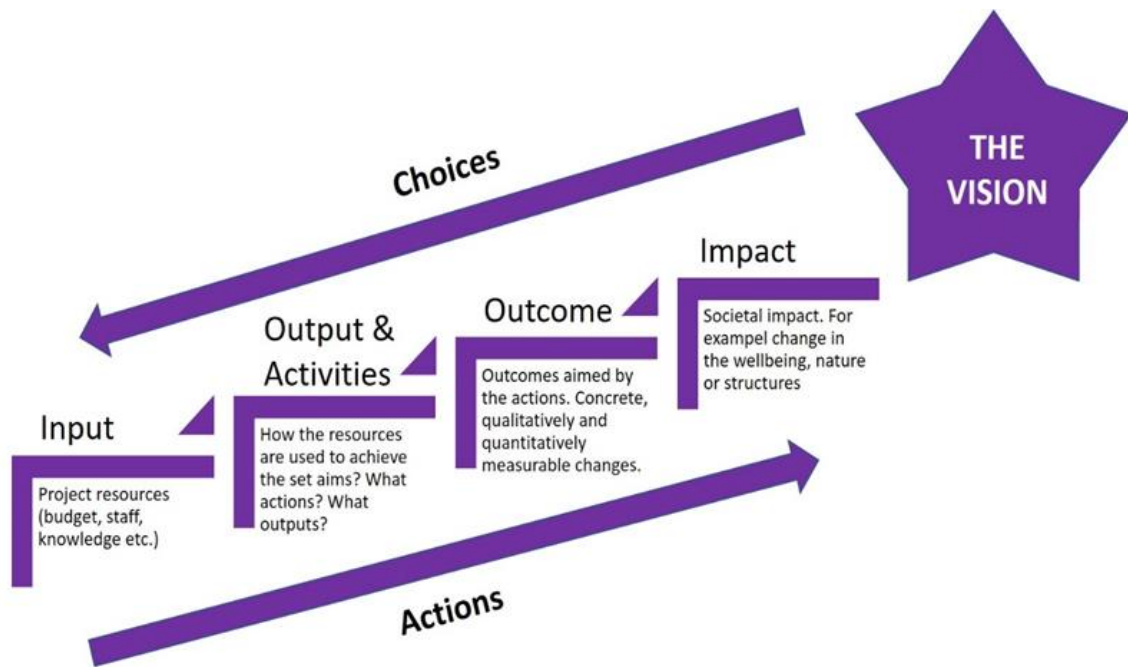 THE
VISION
Choices
Impact
Societal impact. For
exampel change in
the wellbeing, nature
or structures
Outcome
Outcomes aimed by
the actions. Concrete,
qualitatively and
quantitatively
measurable changes.
Output &
Activities
How the resources
are used to achieve
the set aims? What
actions? What
outputs?
Input
Project resources
(budget, staff,
knowledge etc.)
Actions